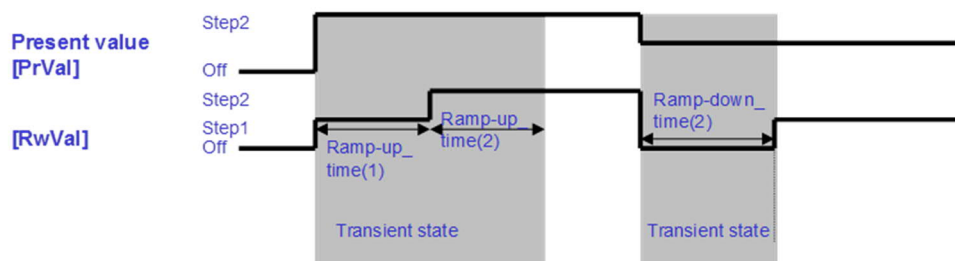 Step2
Present value
[PrVal]
Off
Step2
Step1
[RwVal]
Off
Ramp-up_
time(1)
Ramp-up_
time(2)
Ramp-down_
time(2)
Transient state
Transient state